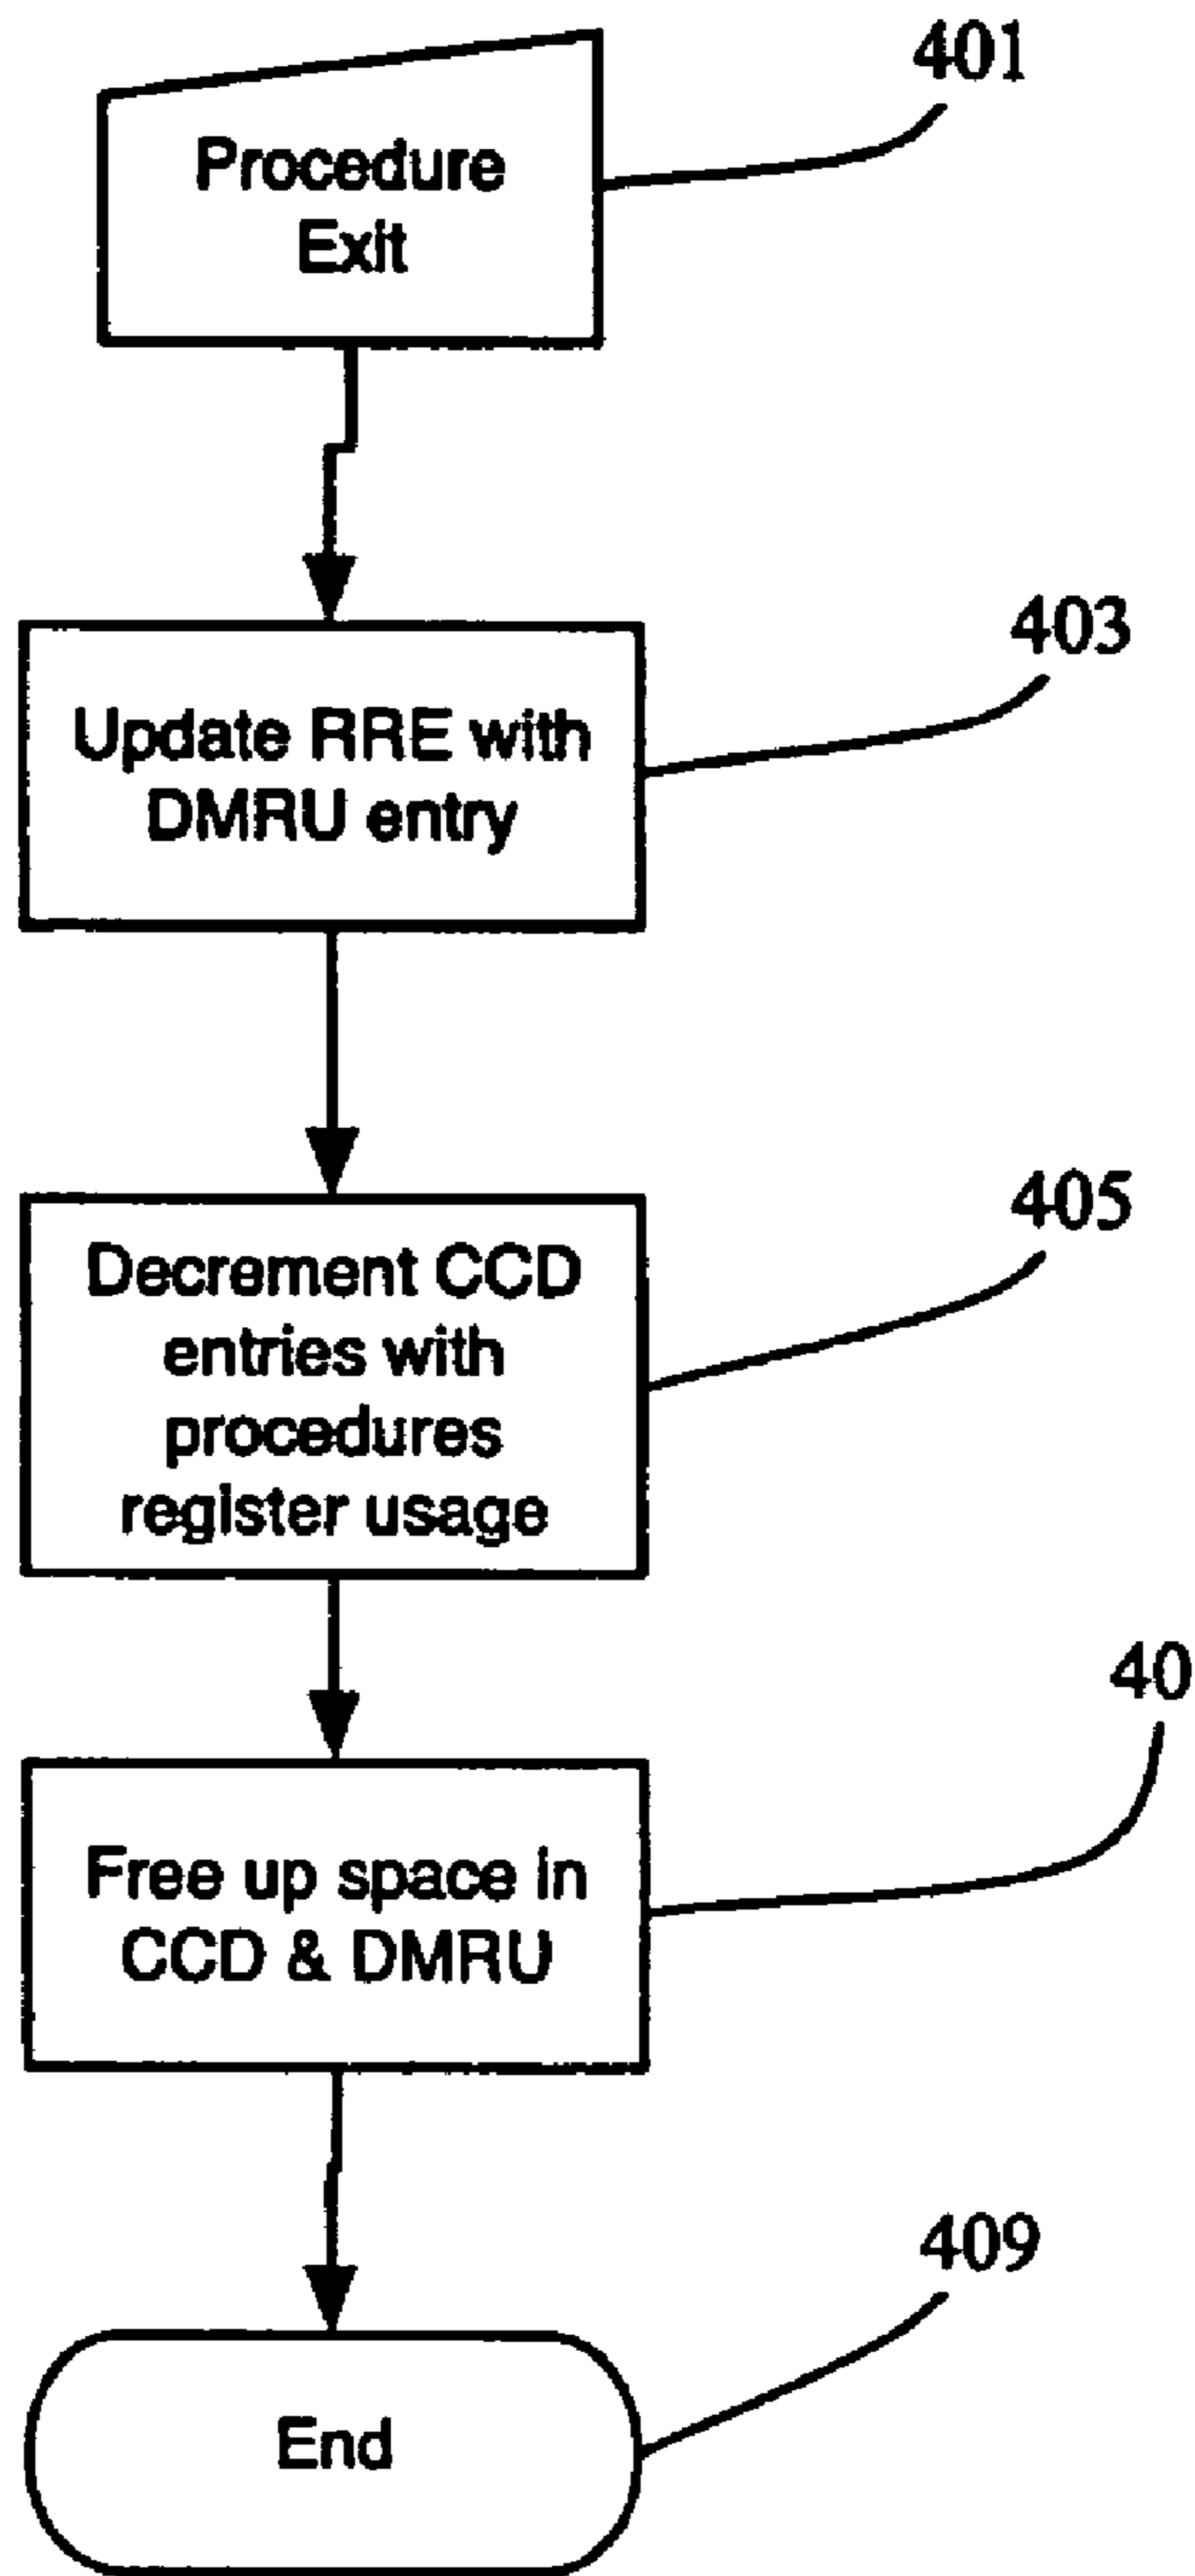 401
Procedure
Exit
403
Update RRE with
DMRU entry
405
Decrement CCD
entries with
procedures
register usage
40
Free up space in
CCD & DMRU
409
End